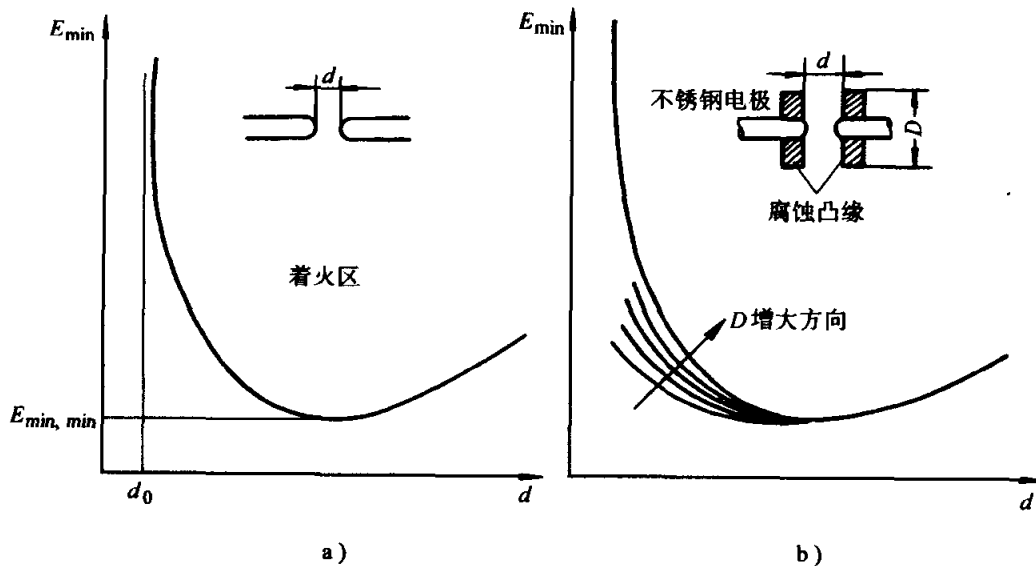 E_min
d
着火区
E_min, min
d_0
d
a)
E_min
d
不锈钢电极
D
腐蚀凸缘
D增大方向
d
b)